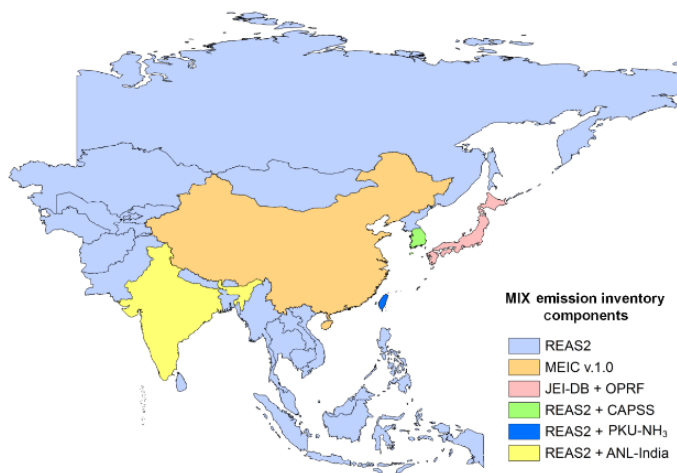 MIX emission inventory
components
REAS2
MEIC v.1.0
JEI-DB + OPRF
REAS2 + CAPSS
REAS2 + PKU-NH₃
REAS2 + ANL-India